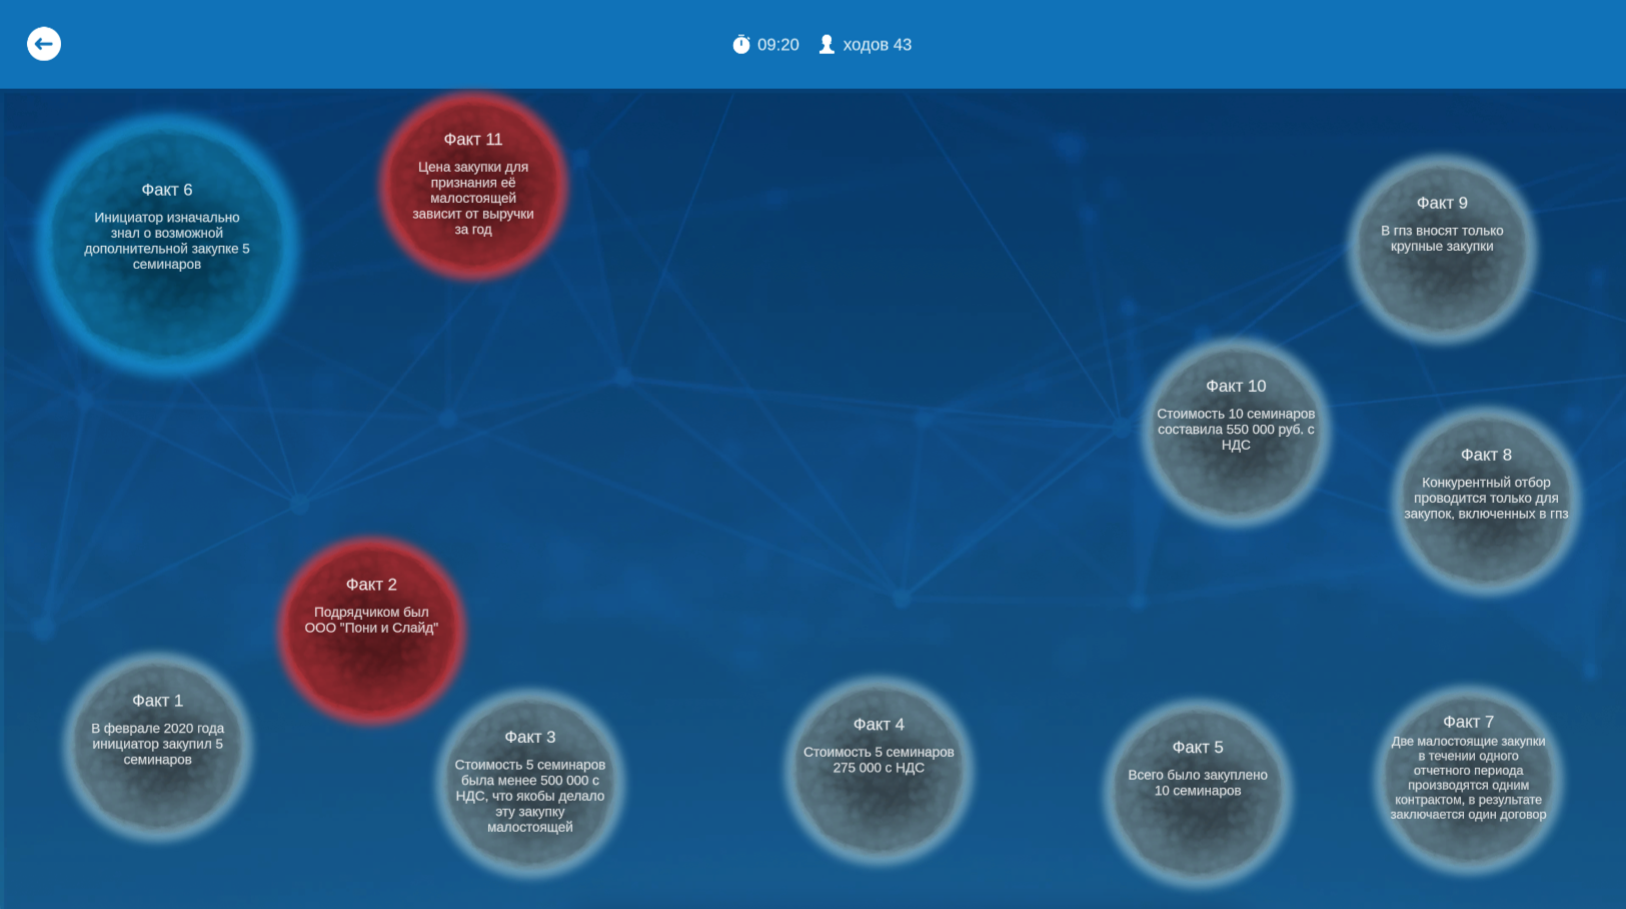 09:20 ходов 43
Факт 6
Инициатор изначально
знал о возможной
дополнительной закупке 5
семинаров
Факт 11
Цена закупки для
признания её
малостоящей
зависит от выручки
за год
Факт 9
В гпз вносят только
крупные закупки
Факт 10
Стоимость 10 семинаров
составила 550 000 руб. с
НДС
Факт 8
Конкурентный отбор
проводится только для
закупок, включенных в гпз
Факт 2
Подрядчиком был
ООО "Пони и Слайд"
Факт 1
В феврале 2020 года
инициатор закупил 5
семинаров
Факт 3
Стоимость 5 семинаров
была менее 500 000 с
НДС, что якобы делало
эту закупку
малостоящей
Факт 4
Стоимость 5 семинаров
275 000 с НДС
Факт 5
Всего было закуплено
10 семинаров
Факт 7
Две малостоящие закупки
в течении одного
отчетного периода
производятся одним
контрактом, в результате
заключается один договор